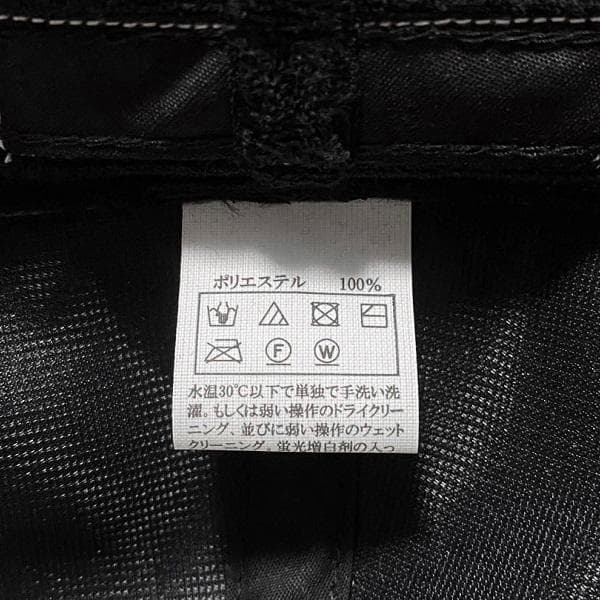 ポリエステル 100%
F W
水温30℃以下で単独で手洗い洗
濯。もしくは弱い操作のドライクリー
ニング、並びに弱い操作のウェット
クリーニング。蛍光増白剤の入っ